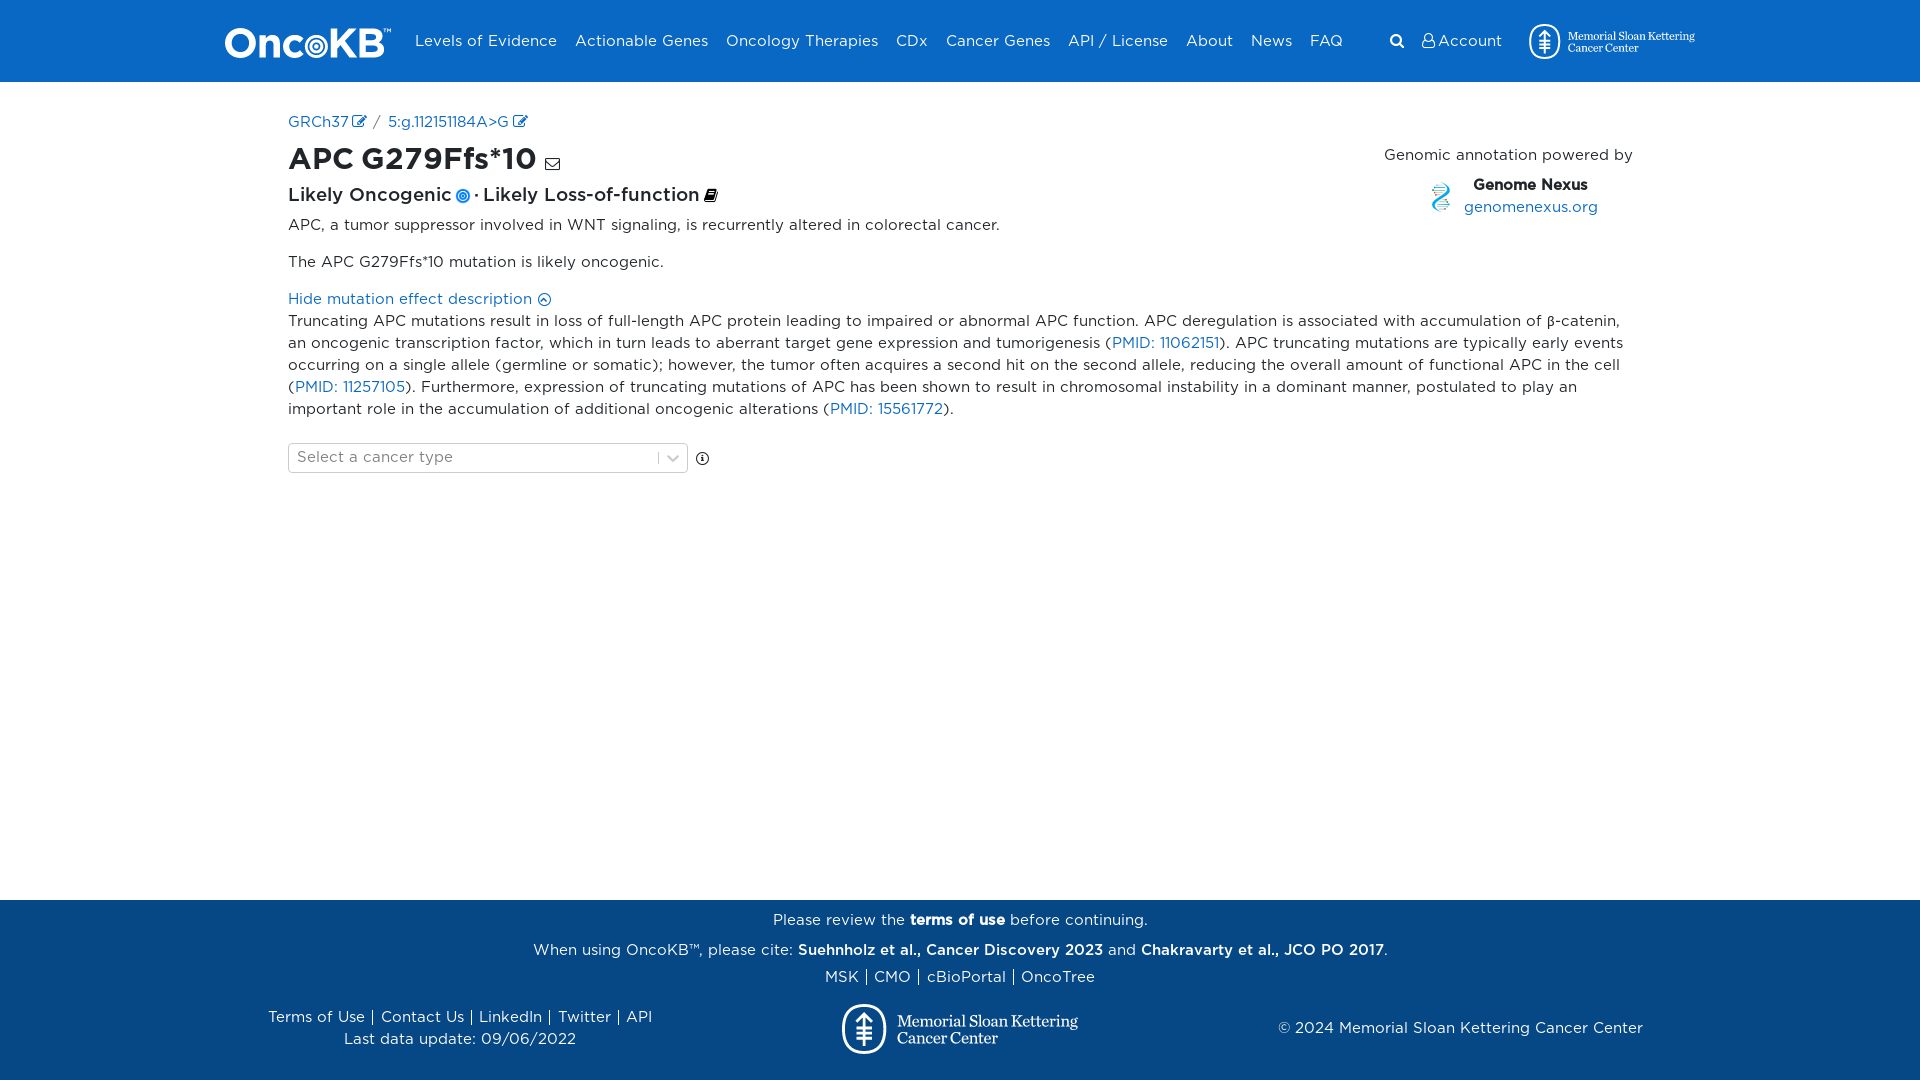 OncoKB™
Levels of Evidence
Actionable Genes
Oncology Therapies
CDx
Cancer Genes
API / License
About
News
FAQ
Account
Memorial Sloan Kettering
Cancer Center
GRCh37 / 5:g.112151184A>G
APC G279Ffs*10
Genomic annotation powered by
Genome Nexus
genomenexus.org
Likely Oncogenic · Likely Loss-of-function
APC, a tumor suppressor involved in WNT signaling, is recurrently altered in colorectal cancer.
The APC G279Ffs*10 mutation is likely oncogenic.
Hide mutation effect description
Truncating APC mutations result in loss of full-length APC protein leading to impaired or abnormal APC function. APC deregulation is associated with accumulation of β-catenin,
an oncogenic transcription factor, which in turn leads to aberrant target gene expression and tumorigenesis (PMID: 11062151). APC truncating mutations are typically early events
occurring on a single allele (germline or somatic); however, the tumor often acquires a second hit on the second allele, reducing the overall amount of functional APC in the cell
(PMID: 11257105). Furthermore, expression of truncating mutations of APC has been shown to result in chromosomal instability in a dominant manner, postulated to play an
important role in the accumulation of additional oncogenic alterations (PMID: 15561772).
Select a cancer type
Please review the terms of use before continuing.
When using OncoKB™, please cite: Suehnholz et al., Cancer Discovery 2023 and Chakravarty et al., JCO PO 2017.
MSK | CMO | cBioPortal | OncoTree
Terms of Use | Contact Us | LinkedIn | Twitter | API
Last data update: 09/06/2022
Memorial Sloan Kettering
Cancer Center
© 2024 Memorial Sloan Kettering Cancer Center